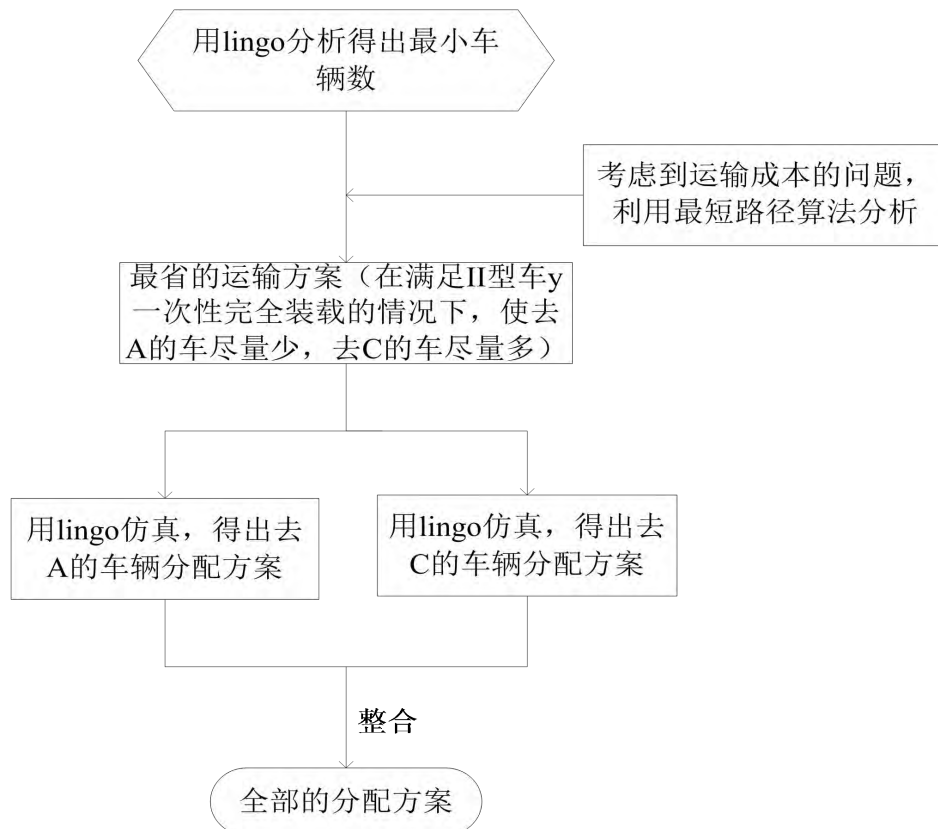 用lingo分析得出最小车
辆数
考虑到运输成本的问题，
利用最短路径算法分析
最省的运输方案（在满足II型车y
一次性完全装载的情况下，使去
A的车尽量少，去C的车尽量多）
用lingo仿真，得出去
A的车辆分配方案
用lingo仿真，得出去
C的车辆分配方案
整合
全部的分配方案